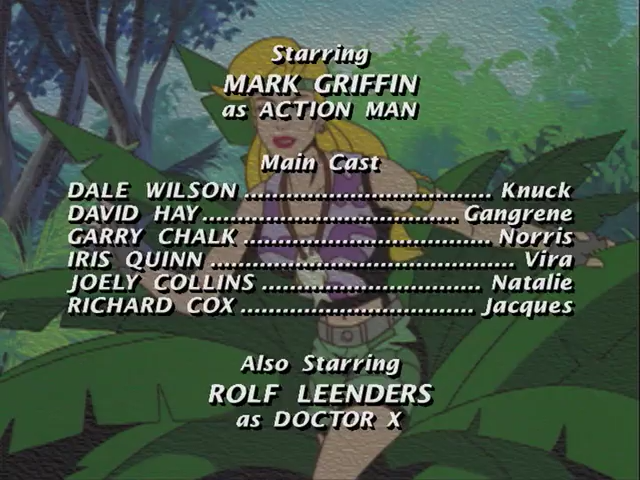 Starring
MARK GRIFFIN
as ACTION MAN
Main Cast
DALE WILSON ................................ Knuck
DAVID HAY................................. Gangrene
GARRY CHALK ................................ Norris
IRIS QUINN ....................................... Vira
JOELY COLLINS ............................ Natalie
RICHARD COX .............................. Jacques
Also Starring
ROLF LEENDERS
as DOCTOR X